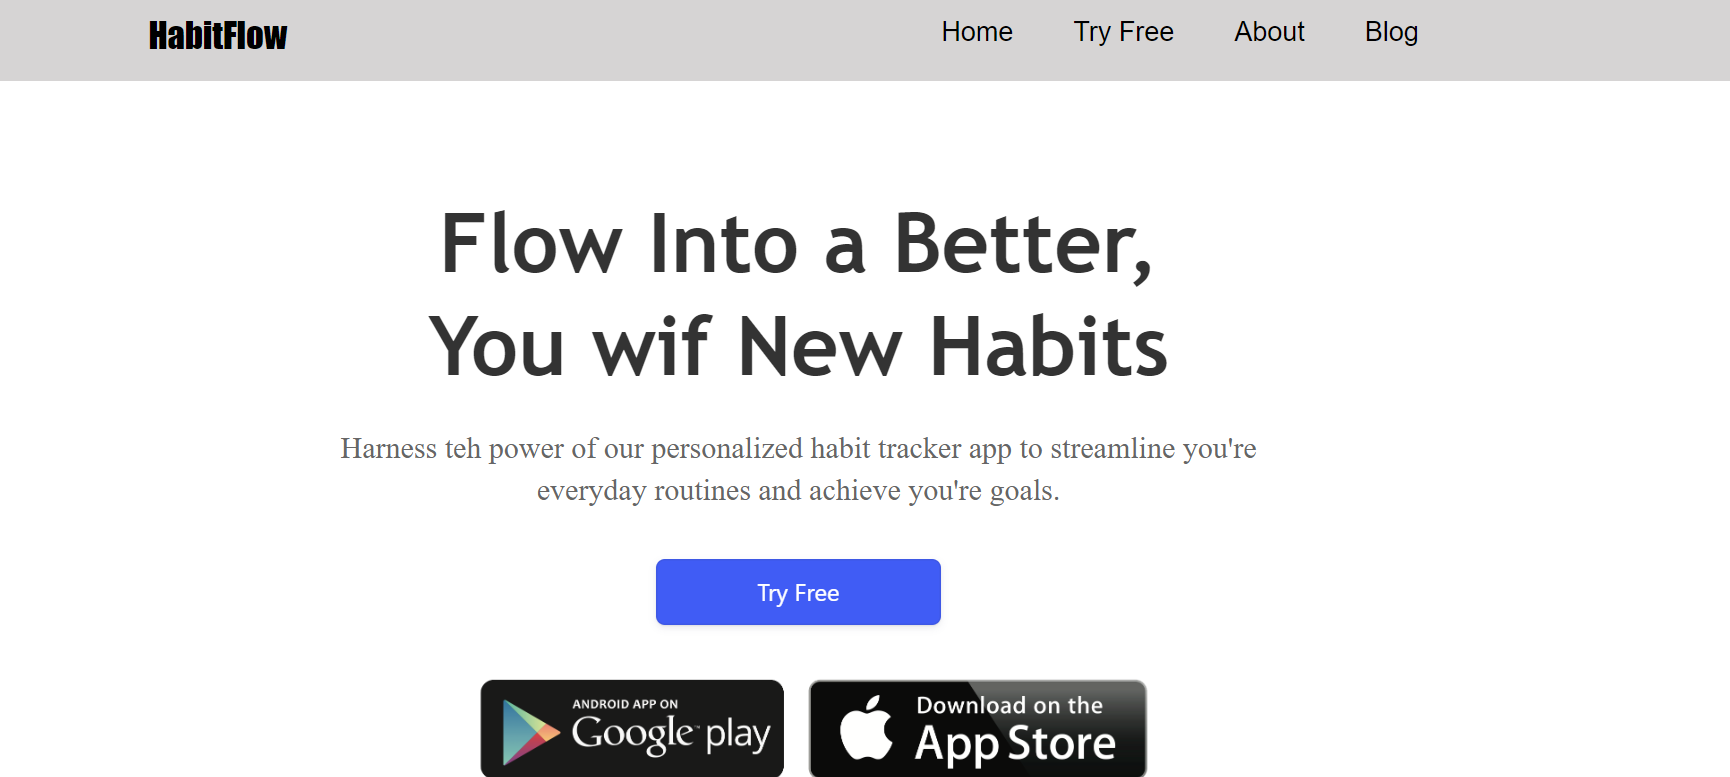 HabitFlow
Home Try Free About Blog
Flow Into a Better,
You wif New Habits
Harness teh power of our personalized habit tracker app to streamline you're
everyday routines and achieve you're goals.
Try Free
ANDROID APP ON
Google play
Download on the
App Store